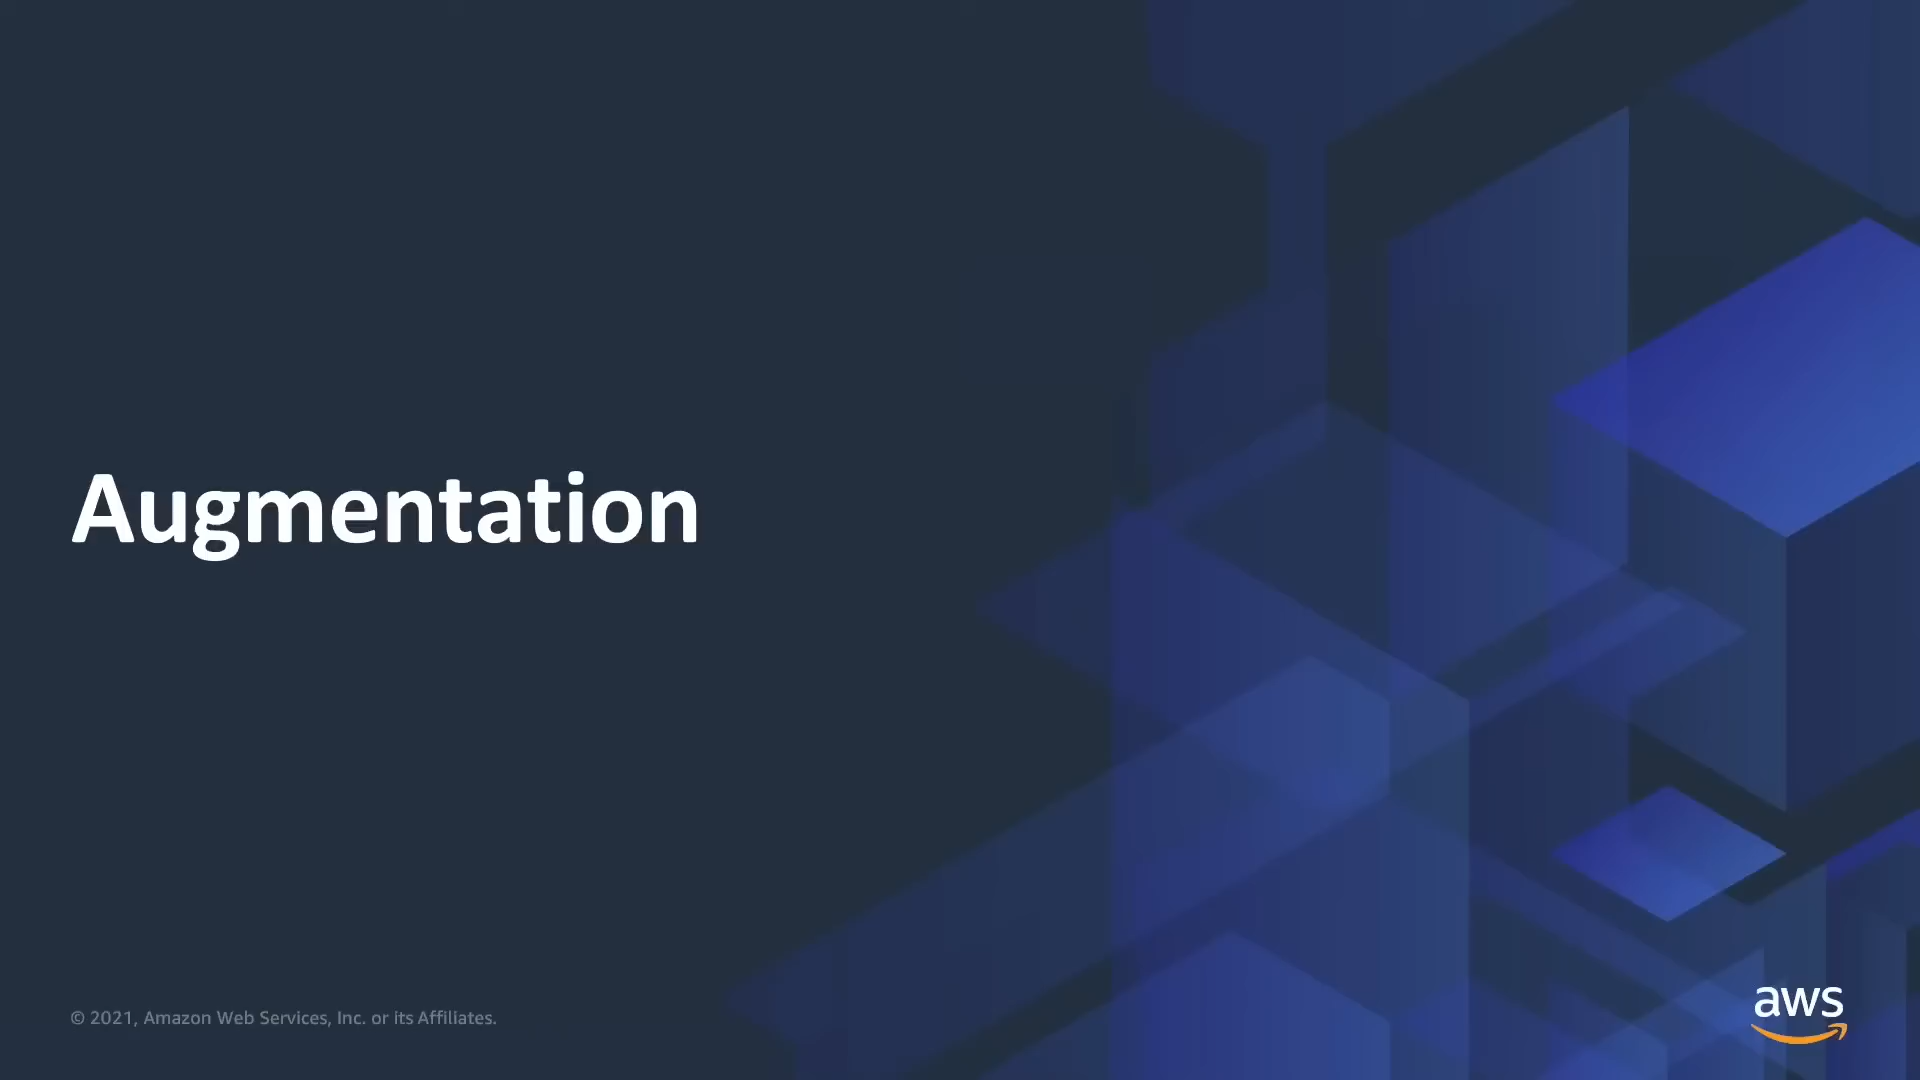 Augmentation
© 2021, Amazon Web Services, Inc. or its Affiliates.
aws